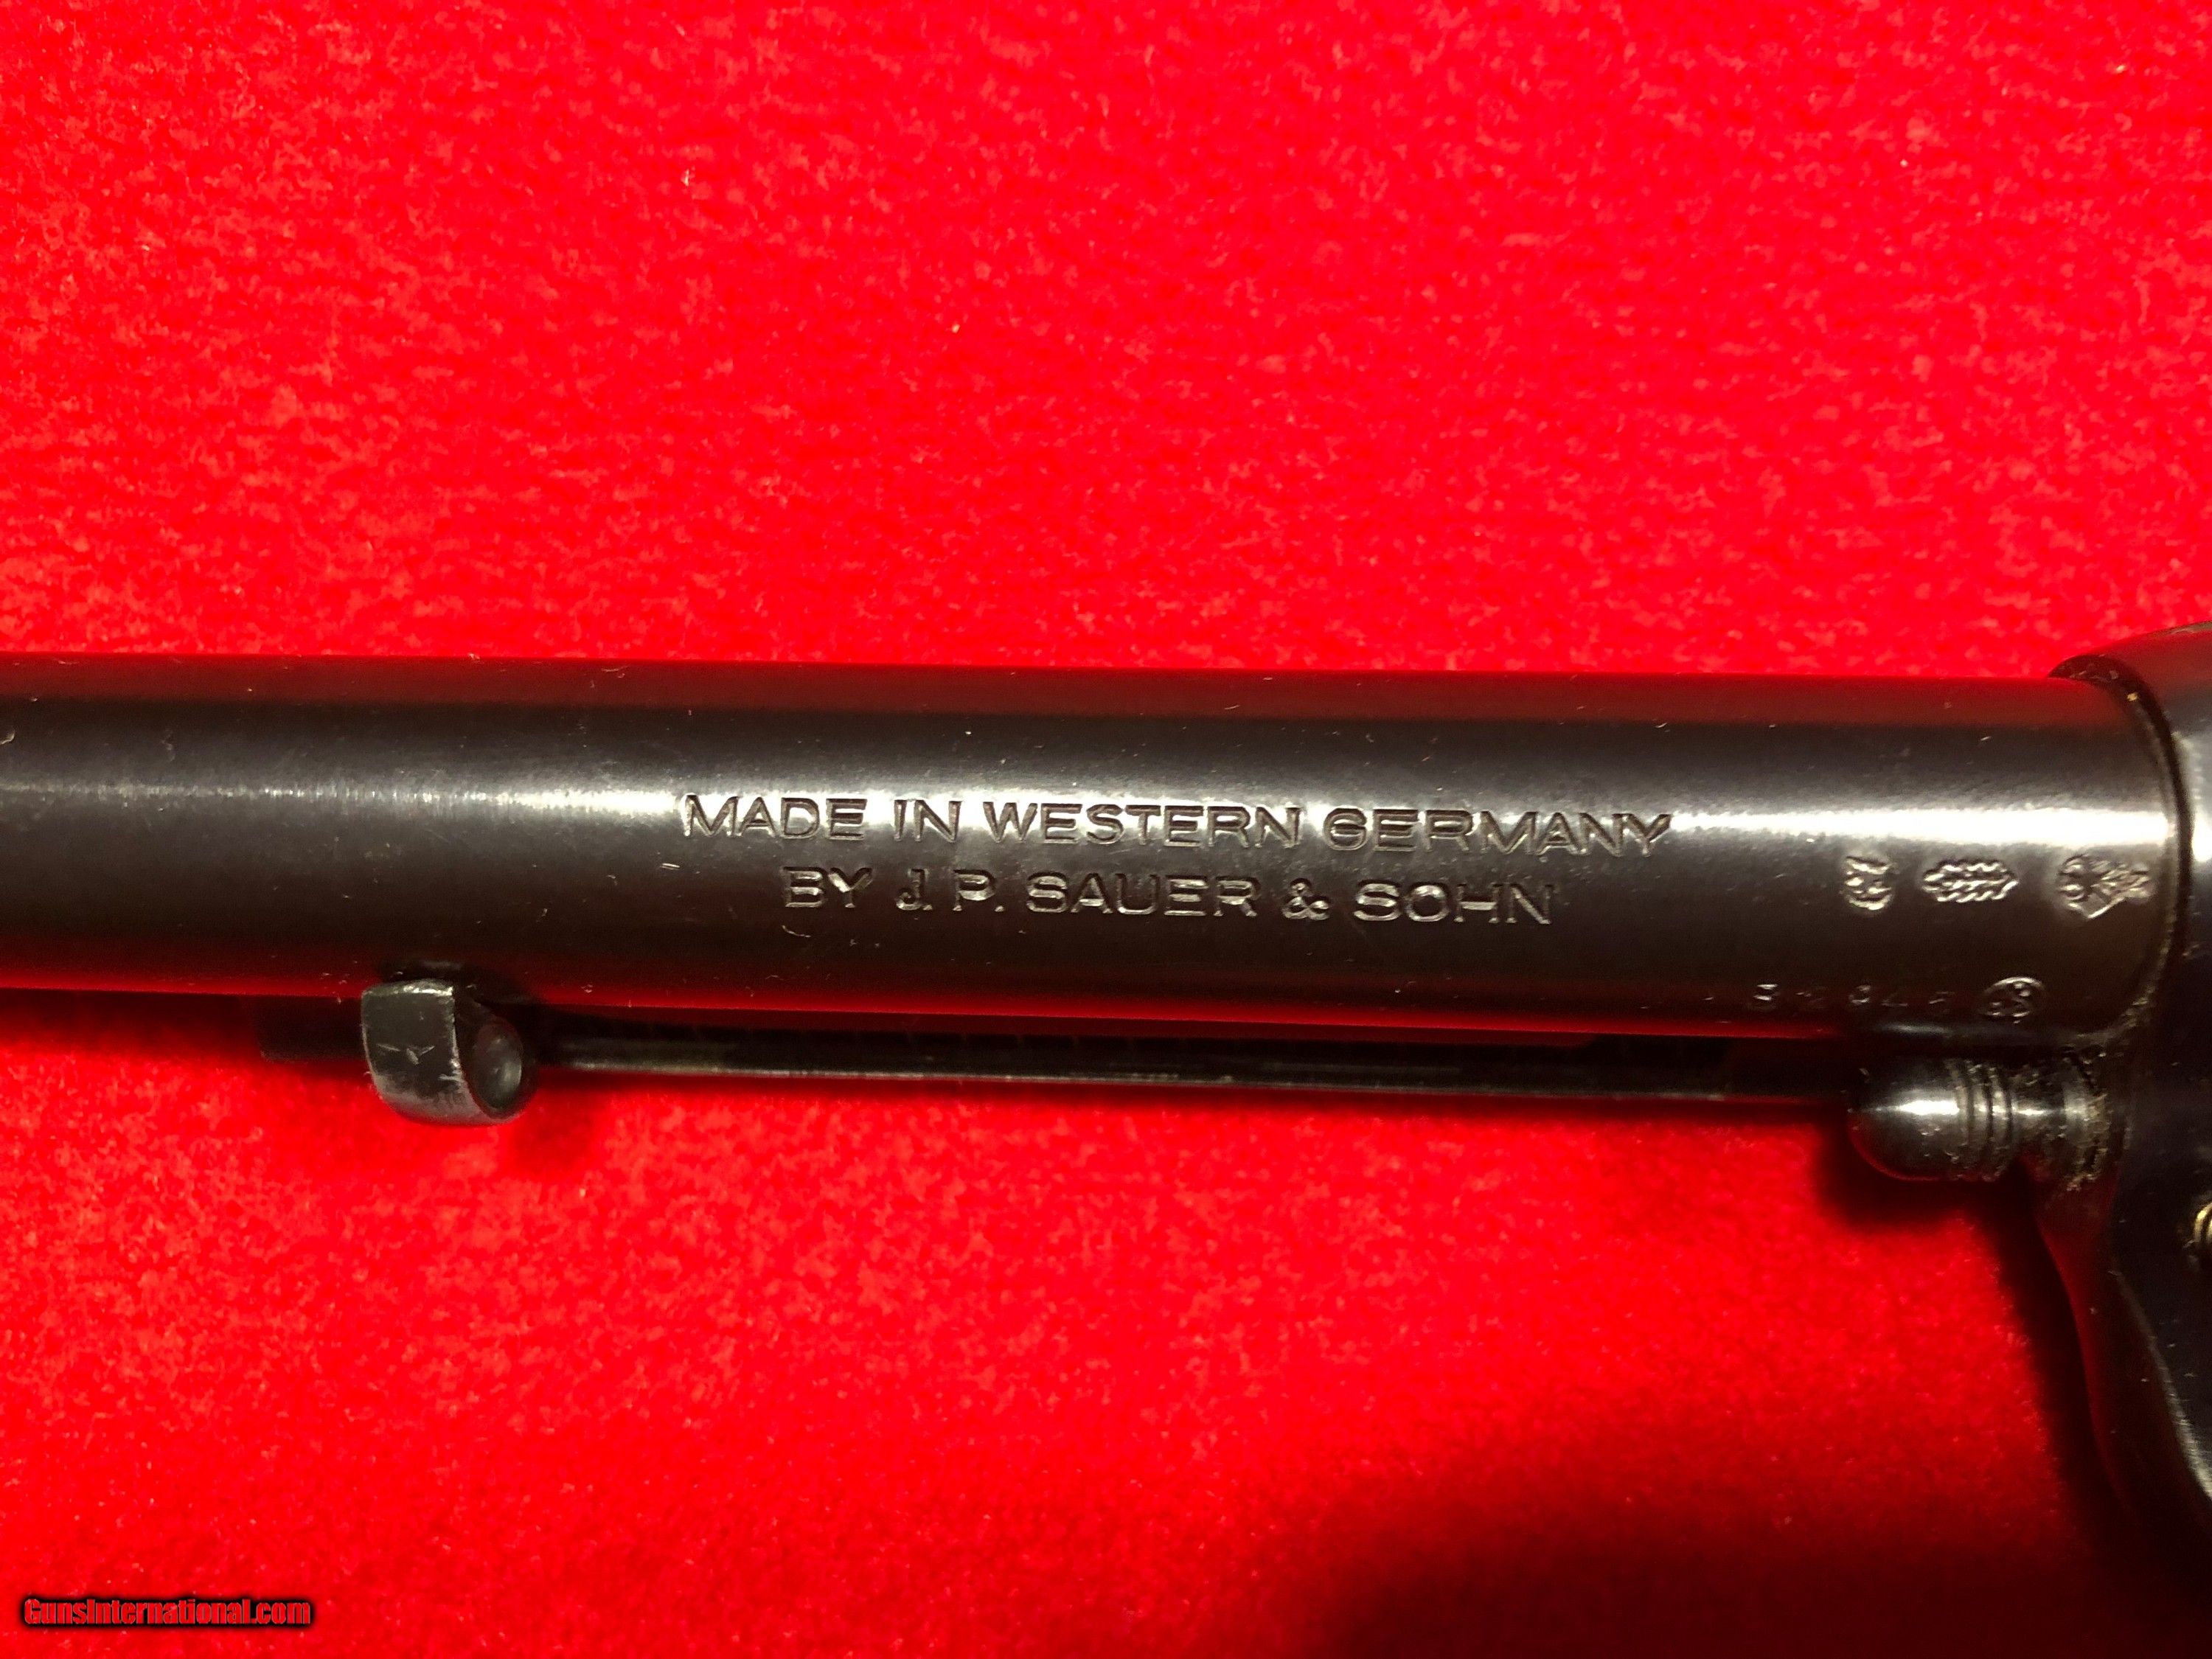 MADE IN WESTERN GERMANY
BY J. P. SAUER & SOHN
GunsInternational.com